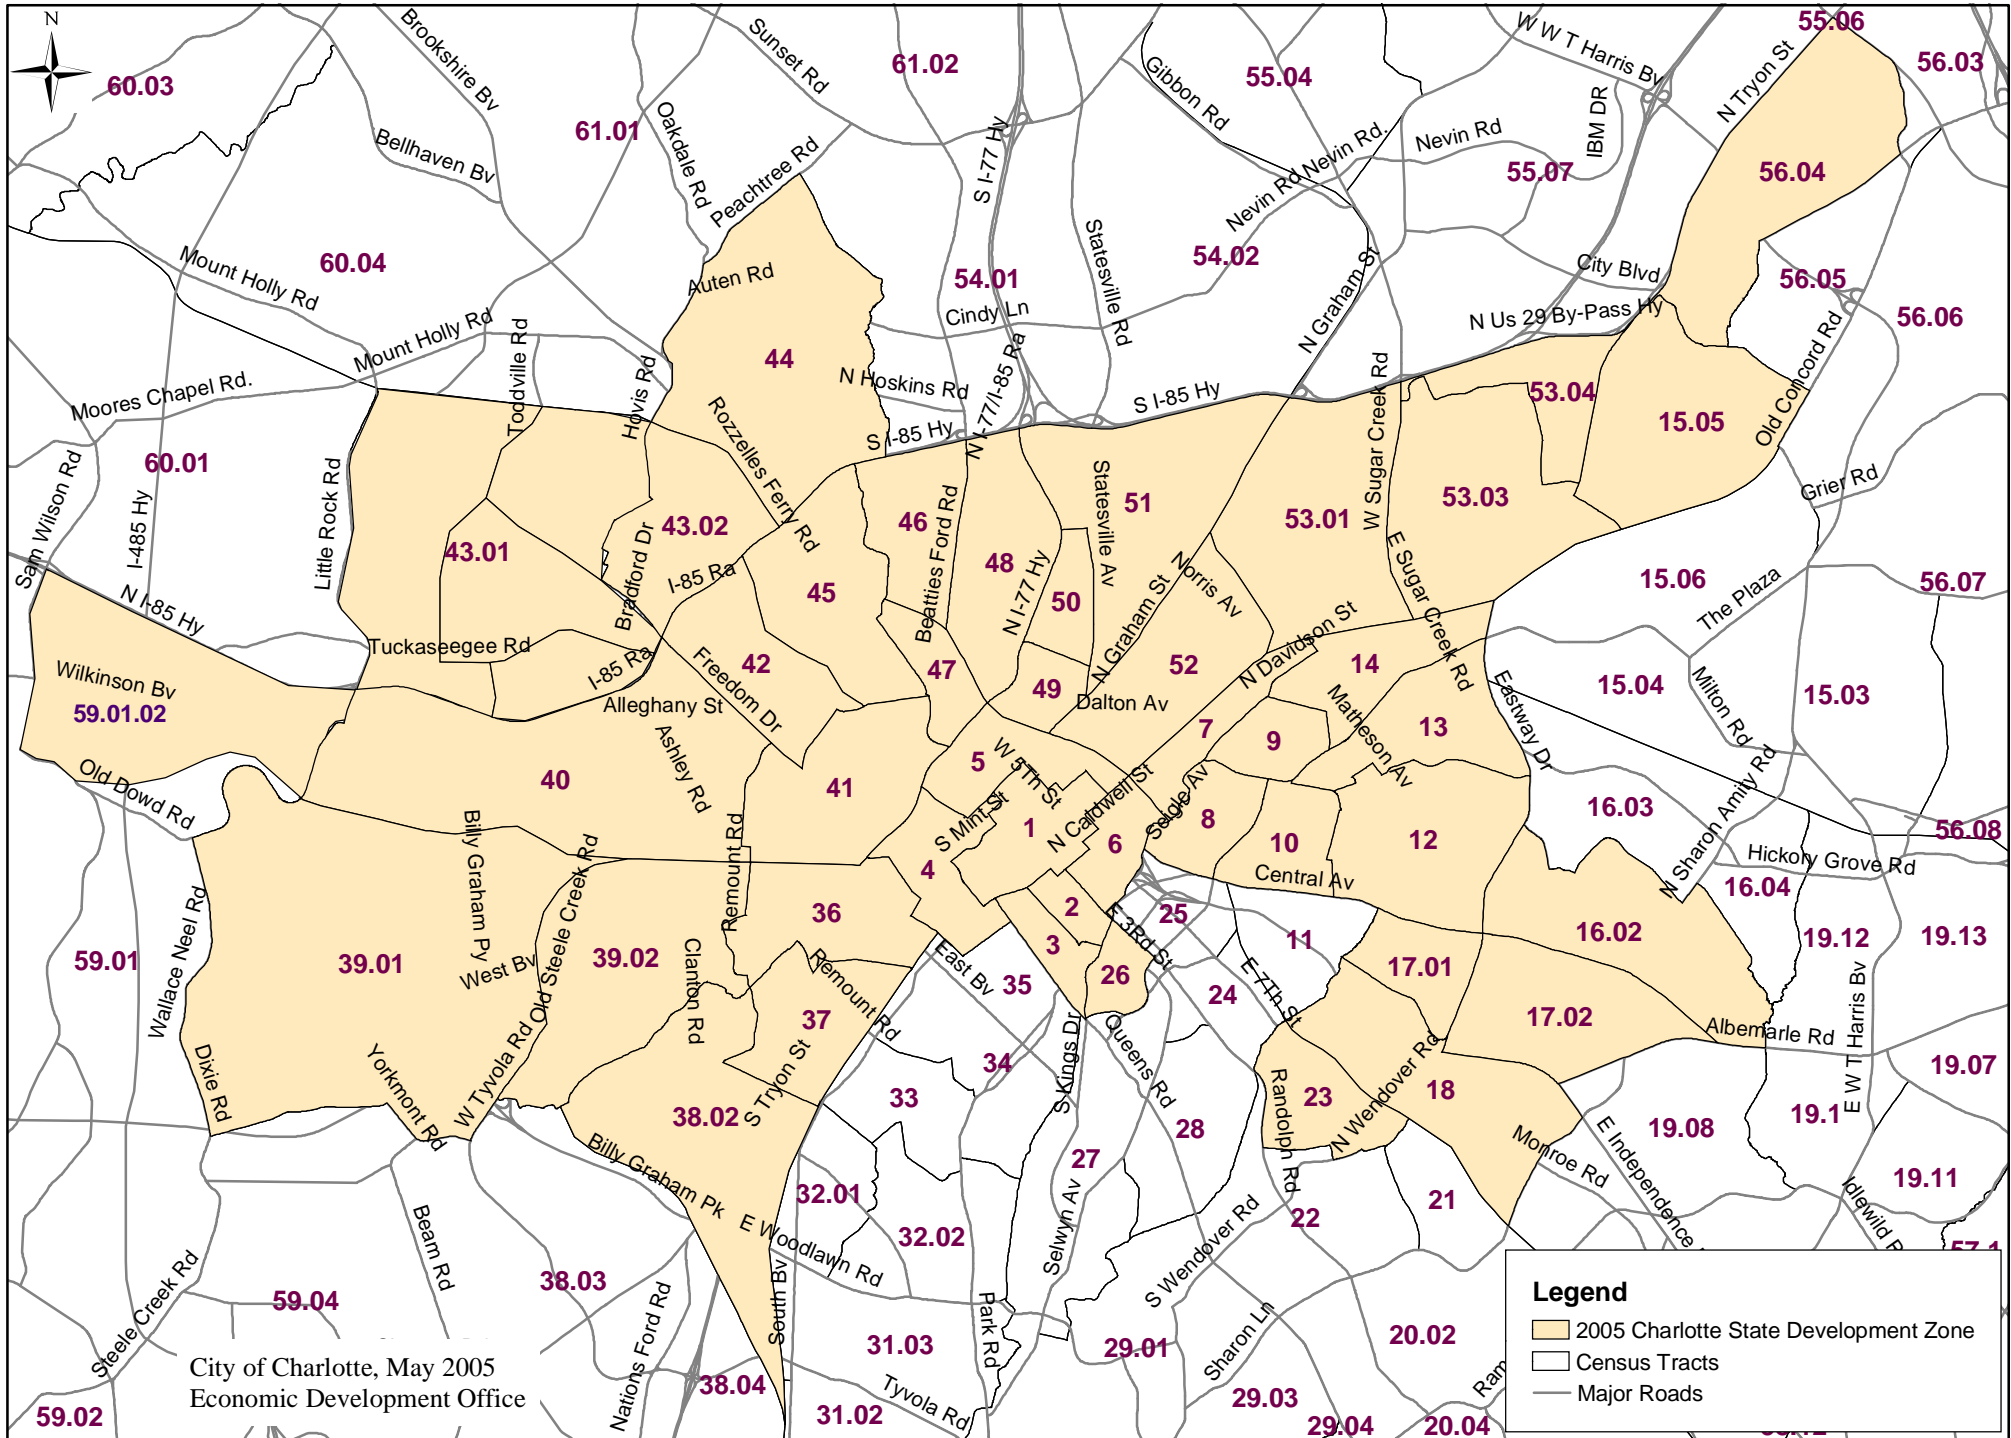 N
60.03
Brookshire Bv
61.01
Bellhaven Bv
Oakdale Rd
Sunset Rd
61.02
Peachtree Rd
S I-77 Hy
Gibbon Rd
55.04
W W T Harris Bv
IBM DR
Nevin Rd.
Nevin Rd
Nevin Rd
55.07
N Tryon St
55.06
56.03
56.04
Mount Holly Rd
60.04
Auten Rd
54.01
Cindy Ln
Statesville Rd
54.02
N Graham St
City Blvd
N Us 29 By-Pass Hy
56.05
56.06
Mount Holly Rd
Toddville Rd
Hovis Rd
44
N Hoskins Rd
N I-77/I-85 Ra
S I-85 Hy
S I-85 Hy
W Sugar Creek Rd
53.04
15.05
Old Concord Rd
Moores Chapel Rd.
60.01
Sam Wilson Rd
I-485 Hy
Little Rock Rd
Rozzelles Ferry Rd
43.01
43.02
Bradford Dr
I-85 Ra
45
46
Beatties Ford Rd
48
N I-77 Hy
50
51
Statesville Av
53.01
53.03
Grier Rd
N I-85 Hy
Norris Av
N Graham St
E Sugar Creek Rd
15.06
The Plaza
56.07
Tuckaseegee Rd
I-85 Ra
Freedom Dr
42
47
49
52
N Davidson St
14
Wilkinson Bv
59.01.02
Alleghany St
Dalton Av
Matheson Av
15.04
Milton Rd
15.03
Eastway Dr
Old Dowd Rd
40
Ashley Rd
41
5
W 5Th St
7
9
13
16.03
N Sharon Amity Rd
Billy Graham Py
Remount Rd
S Mint St
1
N Caldwell St
6
Seigle Av
8
10
12
56.08
Hickory Grove Rd
4
Central Av
16.04
Wallace Neel Rd
Old Steele Creek Rd
36
2
E 3Rd St
25
11
16.02
59.01
39.01
West Bv
39.02
Clanton Rd
Remount Rd
East Bv
35
3
26
24
E 7Th St
17.01
19.12
19.13
37
17.02
Albemarle Rd
E W T Harris Bv
Dixie Rd
Yorkmont Rd
W Tyvola Rd
38.02
S Tryon St
33
34
S Kings Dr
Queens Rd
28
Randolph Rd
23
N Wendover Rd
18
19.07
19.08
19.1
Billy Graham Pk
32.01
27
Monroe Rd
E Independence
19.11
Idlewild R
Beam Rd
E Woodlawn Rd
32.02
Selwyn Av
S Wendover Rd
22
21
57.1
Steele Creek Rd
59.04
38.03
Nations Ford Rd
South Bv
Park Rd
31.03
29.01
Sharon Ln
20.02
59.02
38.04
31.02
Tyvola Rd
29.03
29.04
20.04
Ram
City of Charlotte, May 2005
Economic Development Office
Legend
2005 Charlotte State Development Zone
Census Tracts
Major Roads